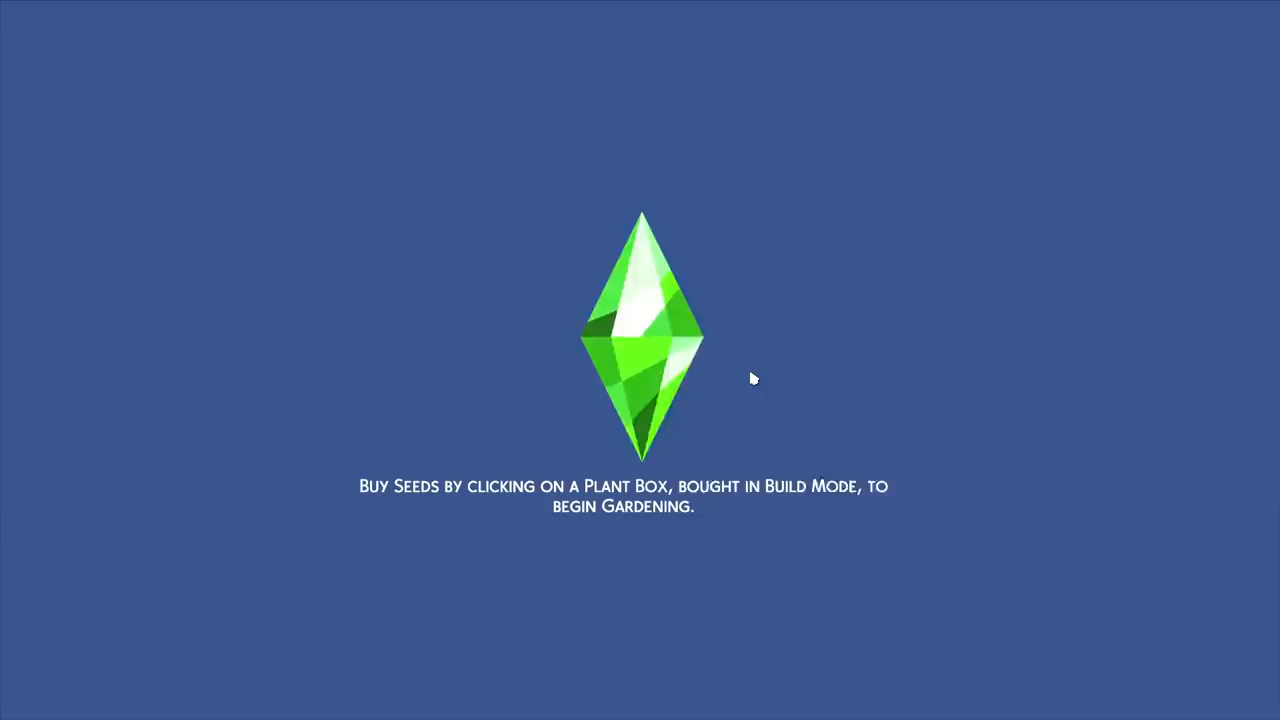 Buy Seeds by clicking on a Plant Box, bought in Build Mode, to
begin Gardening.